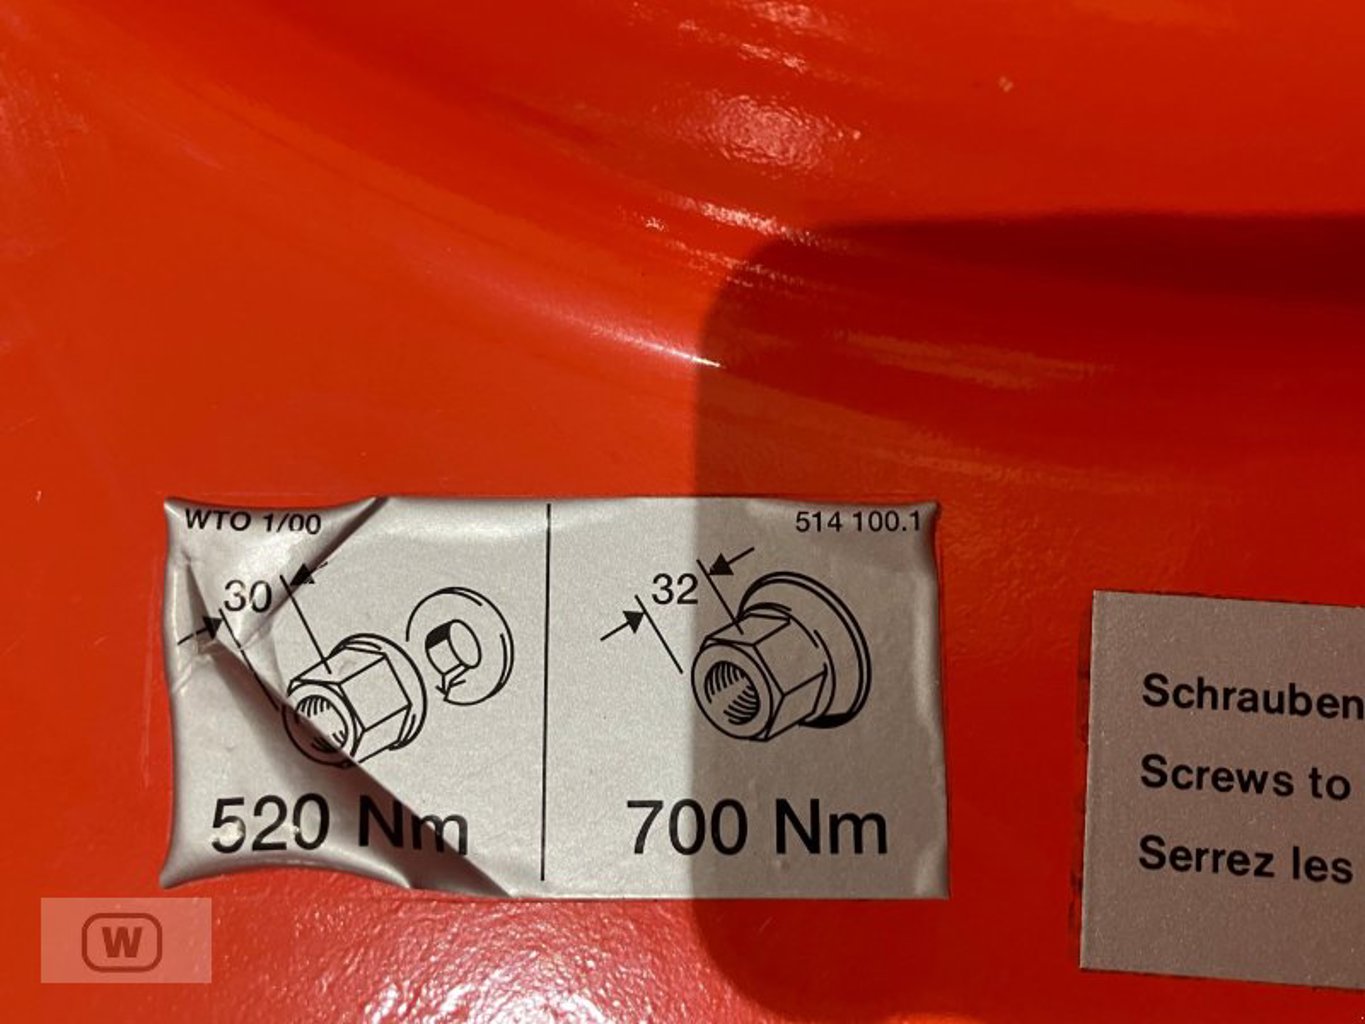 WTO 1/00
514 100.1
30
32
520 Nm
700 Nm
Schrauben
Screws to
Serrez les
W